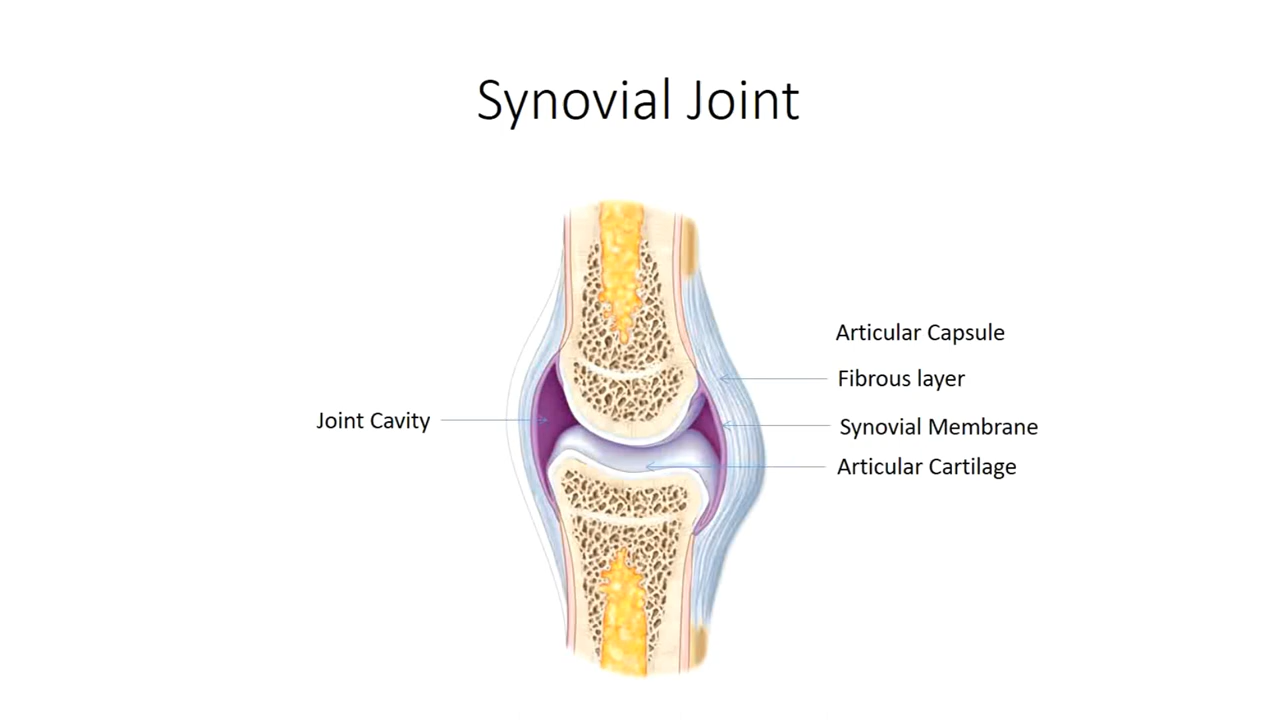 Synovial Joint
Articular Capsule
Fibrous layer
Joint Cavity
Synovial Membrane
Articular Cartilage